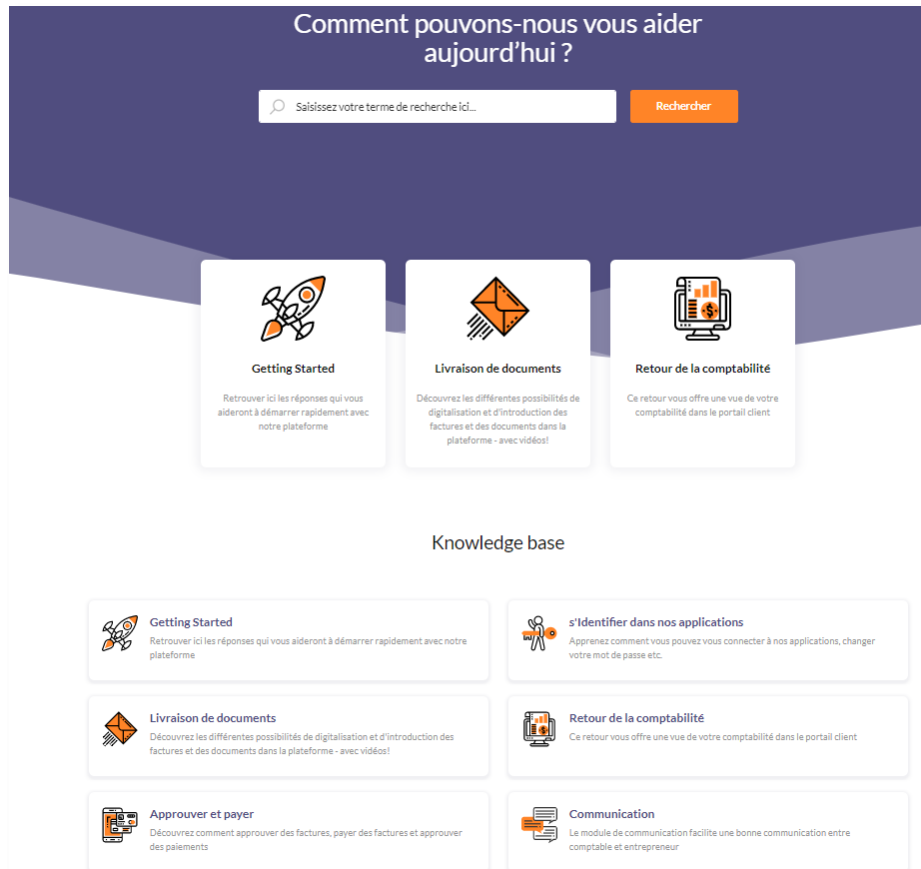 Comment pouvons-nous vous aider
aujourd'hui ?
Saisissez votre terme de recherche ici...
Rechercher
Getting Started
Retrouver ici les réponses qui vous
aideront à démarrer rapidement avec
notre plateforme
Livraison de documents
Découvrez les différentes possibilités de
digitalisation et d'introduction des
factures et des documents dans la
plateforme - avec vidéos!
Retour de la comptabilité
Ce retour vous offre une vue de votre
comptabilité dans le portail client
Knowledge base
Getting Started
Retrouver ici les réponses qui vous aideront à démarrer rapidement avec notre
plateforme
s'Identifier dans nos applications
Apprenez comment vous pouvez vous connecter à nos applications, changer
votre mot de passe etc.
Livraison de documents
Découvrez les différentes possibilités de digitalisation et d'introduction des
factures et des documents dans la plateforme - avec vidéos!
Retour de la comptabilité
Ce retour vous offre une vue de votre comptabilité dans le portail client
Approuver et payer
Découvrez comment approuver des factures, payer des factures et approuver
des paiements
Communication
Le module de communication facilite une bonne communication entre
comptable et entrepreneur